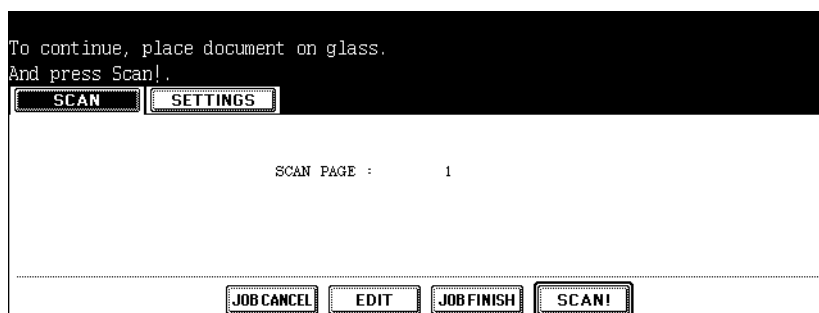 To continue, place document on glass.
And press Scan!.
SCAN SETTINGS
SCAN PAGE : 1
JOB CANCEL EDIT JOB FINISH SCAN!